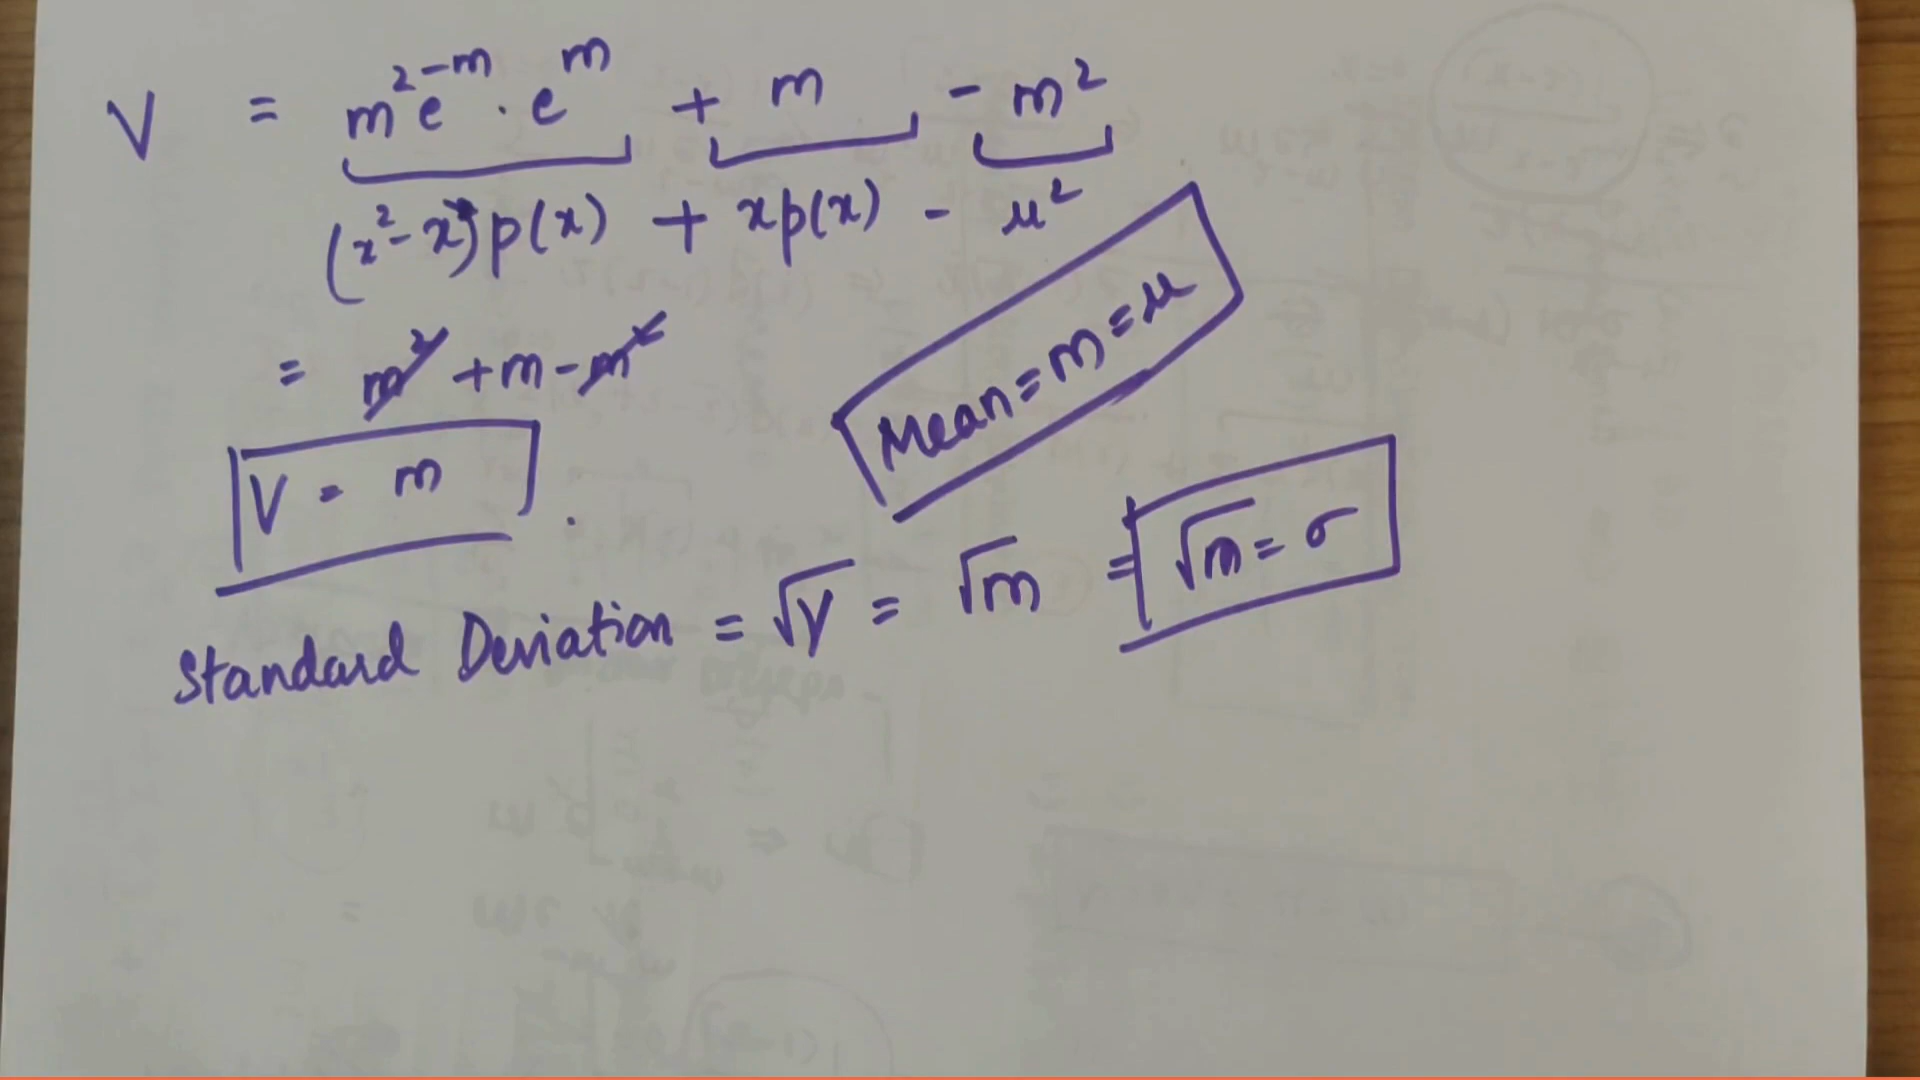 V = m²e⁻ᵐ · eᵐ + m - m²
(x²-x)p(x) + xp(x) - μ²
= m² + m - m²
Mean = m = μ
V = m .
Standard Deviation = √V = √m = √m = σ